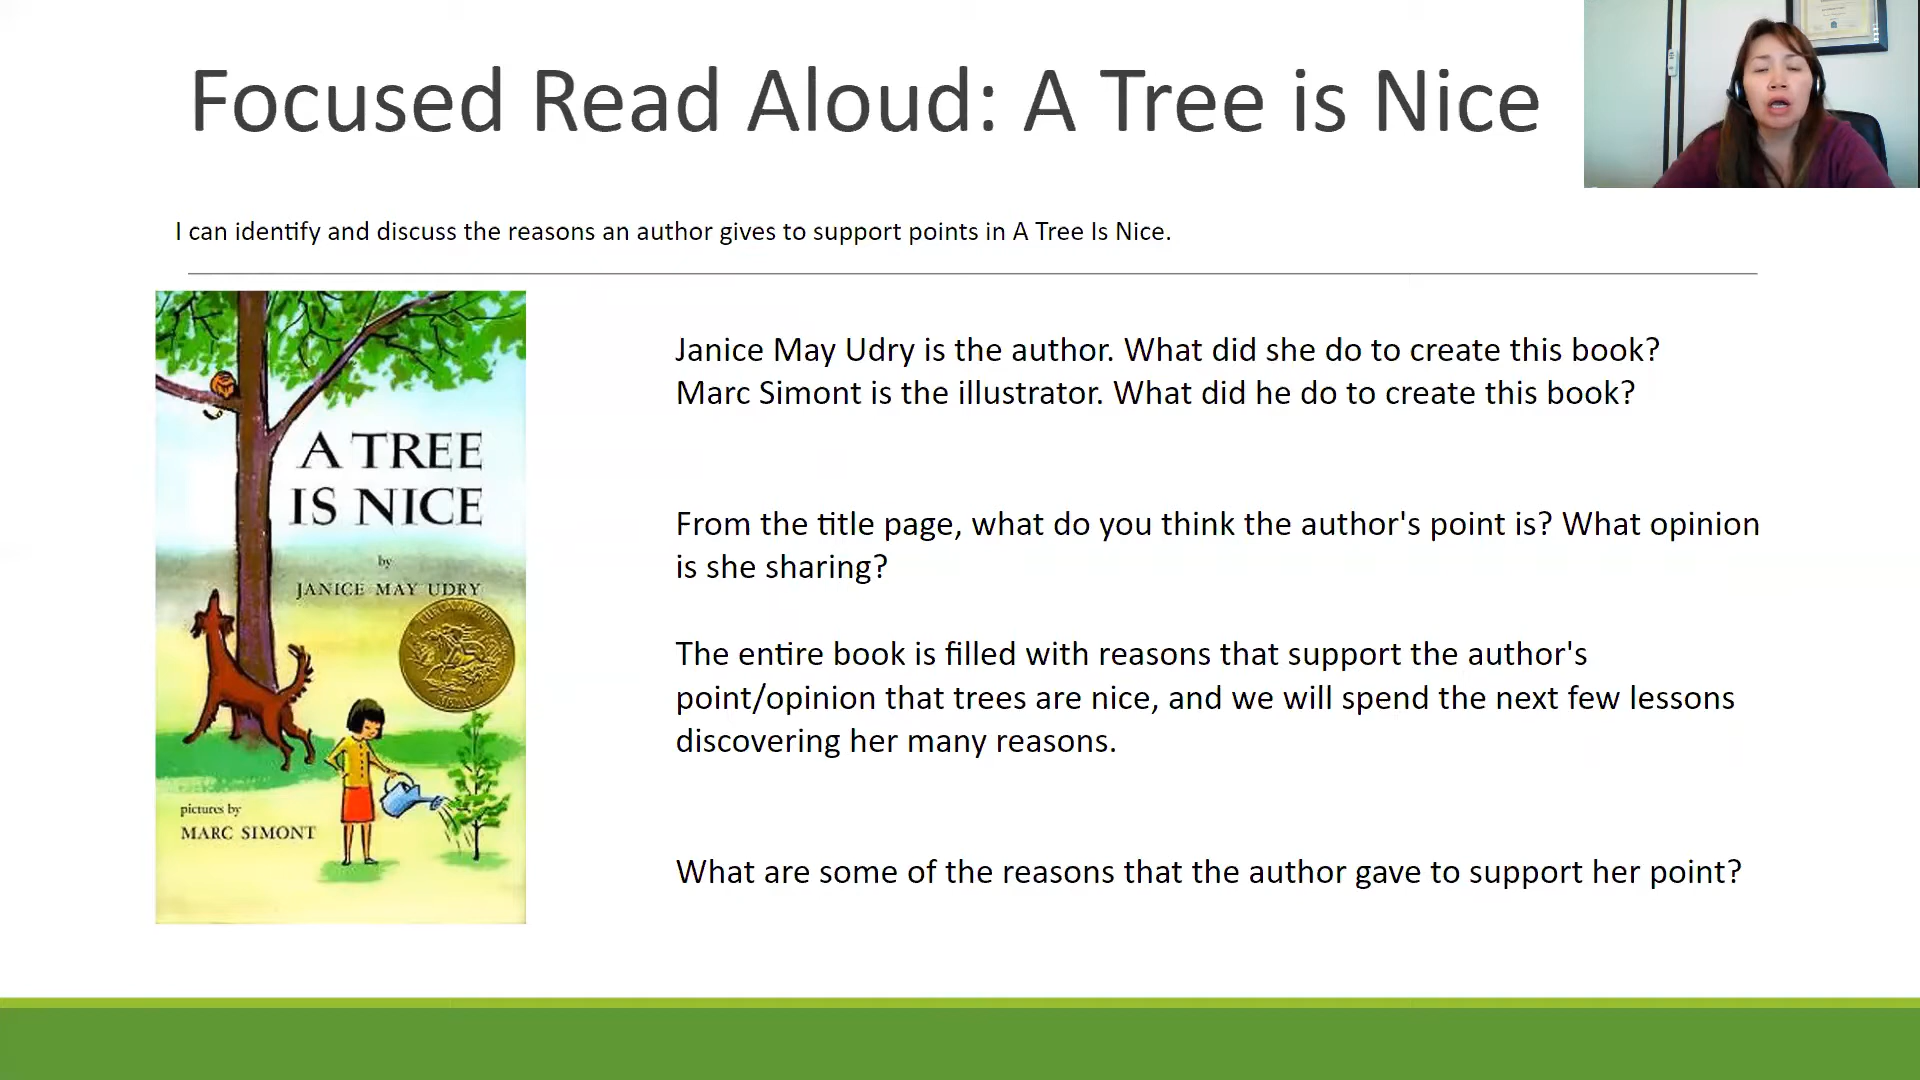 Focused Read Aloud: A Tree is Nice
I can identify and discuss the reasons an author gives to support points in A Tree Is Nice.
A TREE
IS NICE
by
JANICE MAY UDRY
pictures by
MARC SIMONT
Janice May Udry is the author. What did she do to create this book?
Marc Simont is the illustrator. What did he do to create this book?
From the title page, what do you think the author's point is? What opinion
is she sharing?
The entire book is filled with reasons that support the author's
point/opinion that trees are nice, and we will spend the next few lessons
discovering her many reasons.
What are some of the reasons that the author gave to support her point?